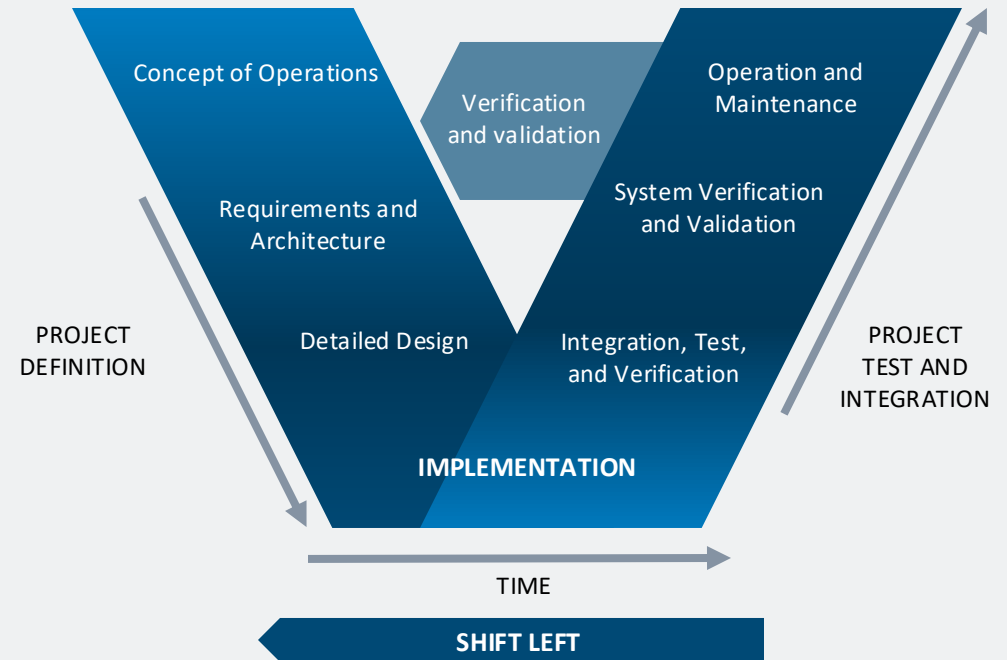 Concept of Operations
Verification
and validation
Operation and
Maintenance
Requirements and
Architecture
System Verification
and Validation
PROJECT
DEFINITION
Detailed Design
Integration, Test,
and Verification
PROJECT
TEST AND
INTEGRATION
IMPLEMENTATION
TIME
SHIFT LEFT